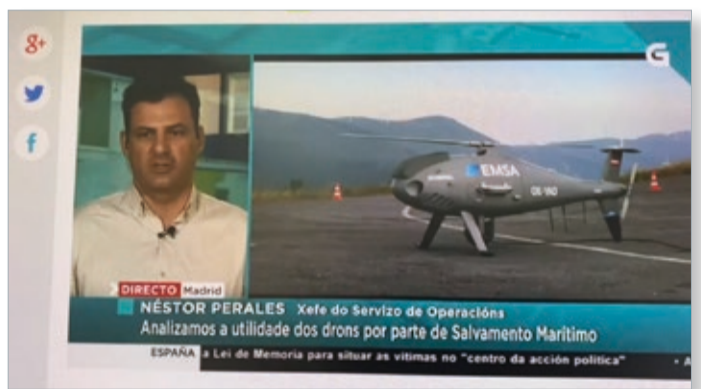 g+
G
EMSA
DIRECTO Madrid
NÉSTOR PERALES Xefe do Servizo de Operacións
Analizamos a utilidade dos drons por parte de Salvamento Marítimo
ESPAÑA a Lei de Memoria para situar as vítimas no "centro da acción política" • A